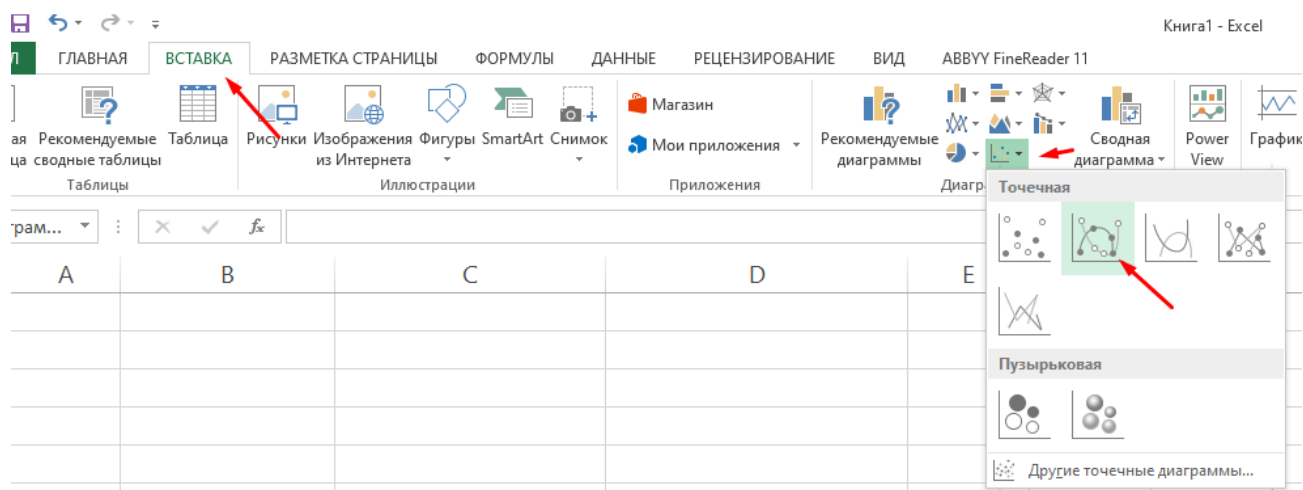 Книга1 - Excel
Л ГЛАВНАЯ ВСТАВКА РАЗМЕТКА СТРАНИЦЫ ФОРМУЛЫ ДАННЫЕ РЕЦЕНЗИРОВАНИЕ ВИД ABBYY FineReader 11
ая Рекомендуемые Таблица Рисунки Изображения Фигуры SmartArt Снимок Магазин Рекомендуемые Сводная Power График
ца сводные таблицы из Интернета Мои приложения диаграммы диаграмма View
Таблицы Иллюстрации Приложения Диагр
Точечная
грам... fx
A B C D E
Пузырьковая
Другие точечные диаграммы...